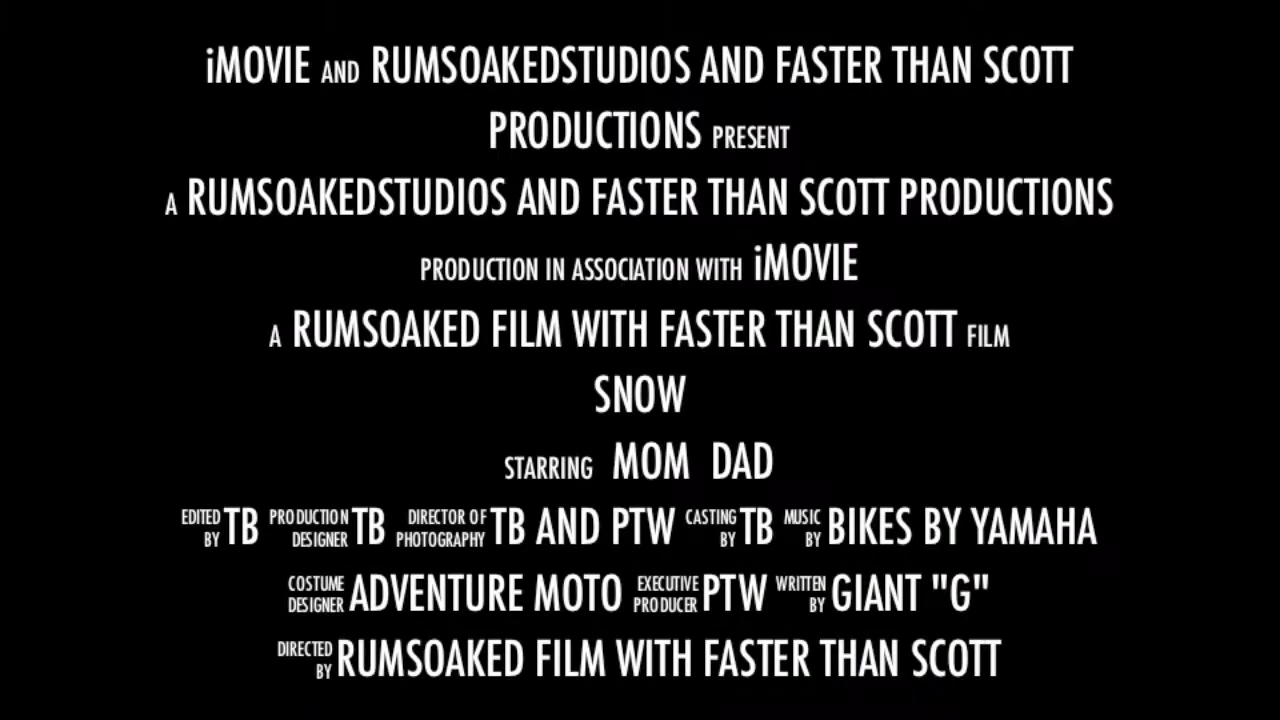 iMOVIE AND RUMSOAKEDSTUDIOS AND FASTER THAN SCOTT
PRODUCTIONS PRESENT
A RUMSOAKEDSTUDIOS AND FASTER THAN SCOTT PRODUCTIONS
PRODUCTION IN ASSOCIATION WITH iMOVIE
A RUMSOAKED FILM WITH FASTER THAN SCOTT FILM
SNOW
STARRING MOM DAD
EDITED BY TB PRODUCTION DESIGNER TB DIRECTOR OF PHOTOGRAPHY TB AND PTW CASTING BY TB MUSIC BY BIKES BY YAMAHA
COSTUME DESIGNER ADVENTURE MOTO EXECUTIVE PRODUCER PTW WRITTEN BY GIANT "G"
DIRECTED BY RUMSOAKED FILM WITH FASTER THAN SCOTT